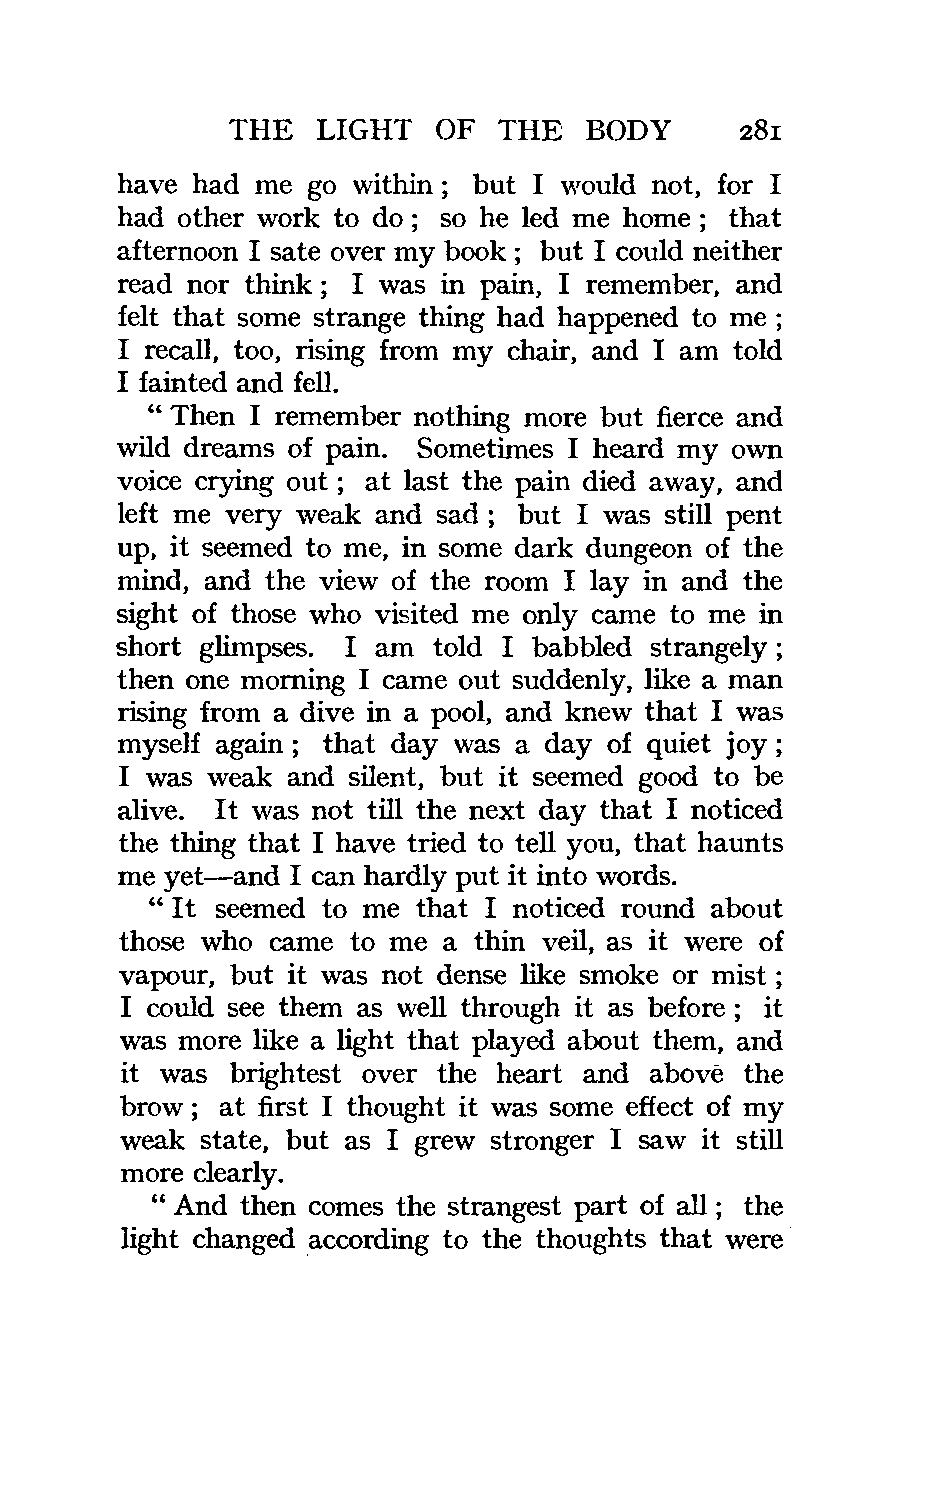 THE LIGHT OF THE BODY 281
have had me go within ; but I would not, for I
had other work to do ; so he led me home ; that
afternoon I sate over my book ; but I could neither
read nor think ; I was in pain, I remember, and
felt that some strange thing had happened to me ;
I recall, too, rising from my chair, and I am told
I fainted and fell.
“ Then I remember nothing more but fierce and
wild dreams of pain. Sometimes I heard my own
voice crying out ; at last the pain died away, and
left me very weak and sad ; but I was still pent
up, it seemed to me, in some dark dungeon of the
mind, and the view of the room I lay in and the
sight of those who visited me only came to me in
short glimpses. I am told I babbled strangely ;
then one morning I came out suddenly, like a man
rising from a dive in a pool, and knew that I was
myself again ; that day was a day of quiet joy ;
I was weak and silent, but it seemed good to be
alive. It was not till the next day that I noticed
the thing that I have tried to tell you, that haunts
me yet—and I can hardly put it into words.
“ It seemed to me that I noticed round about
those who came to me a thin veil, as it were of
vapour, but it was not dense like smoke or mist ;
I could see them as well through it as before ; it
was more like a light that played about them, and
it was brightest over the heart and above the
brow ; at first I thought it was some effect of my
weak state, but as I grew stronger I saw it still
more clearly.
“ And then comes the strangest part of all ; the
light changed according to the thoughts that were